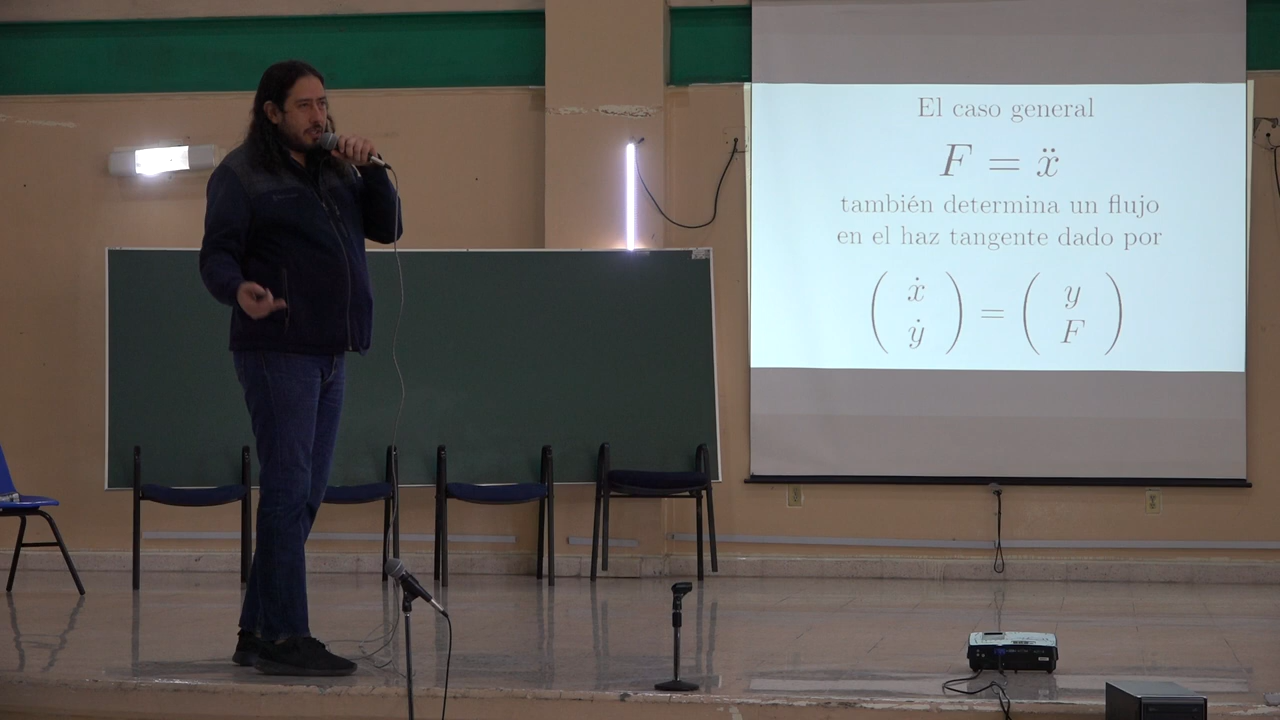 El caso general
F = ẍ
también determina un flujo
en el haz tangente dado por
( ẋ ) = ( y )
( ẏ )   ( F )